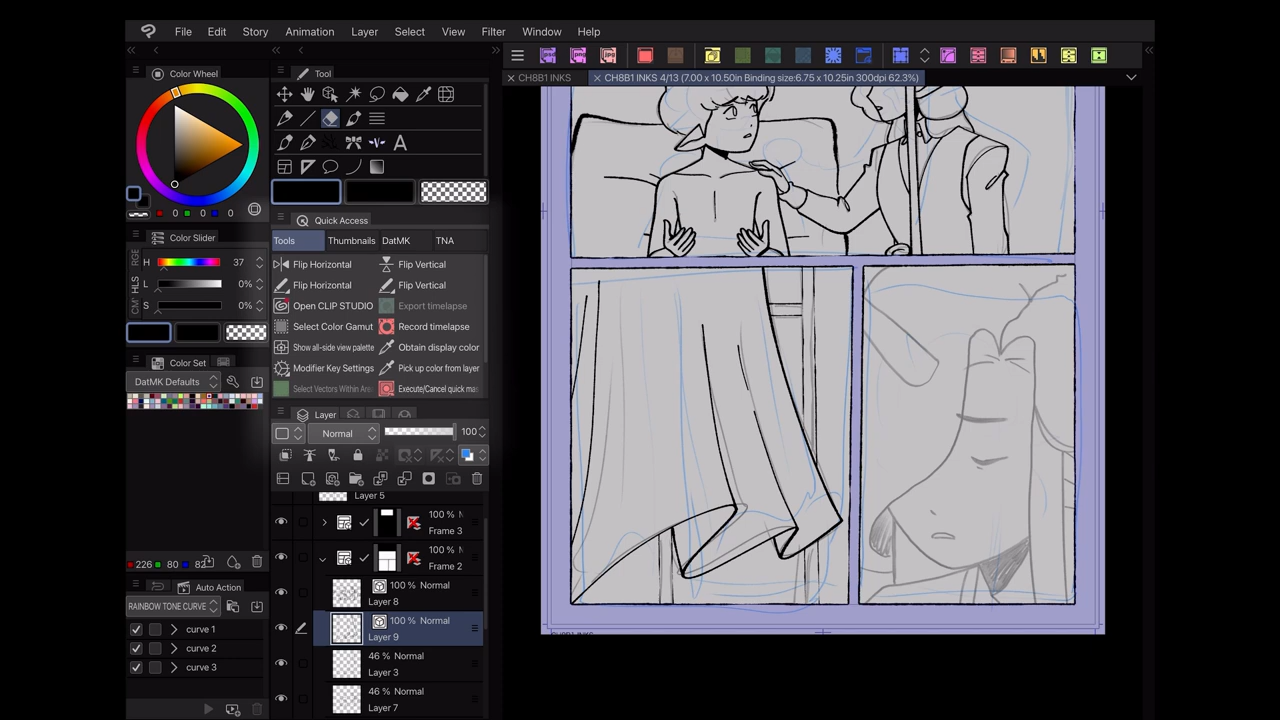 File Edit Story Animation Layer Select View Filter Window Help
Color Wheel
Tool
CH8B1 INKS
CH8B1 INKS 4/13 (7.00 x 10.50in Binding size:6.75 x 10.25in 300dpi 62.3%)
0 0 0
Quick Access
Color Slider
Tools Thumbnails DatMK TNA
RGE
HLS
CM
H 37
L 0%
S 0%
Flip Horizontal Flip Vertical
Flip Horizontal Flip Vertical
Open CLIP STUDIO Export timelapse
Select Color Gamut Record timelapse
Show all-side view palette Obtain display color
Modifier Key Settings Pick up color from layer
Select Vectors Within Are Execute/Cancel quick mas
Color Set
DatMK Defaults
Layer
Normal 100
Layer 5
100 % N
Frame 3
100 % N
Frame 2
100 % Normal
Layer 8
100 % Normal
Layer 9
46 % Normal
Layer 3
46 % Normal
Layer 7
226 80 82
Auto Action
RAINBOW TONE CURVE
curve 1
curve 2
curve 3
CH8B1 INKS